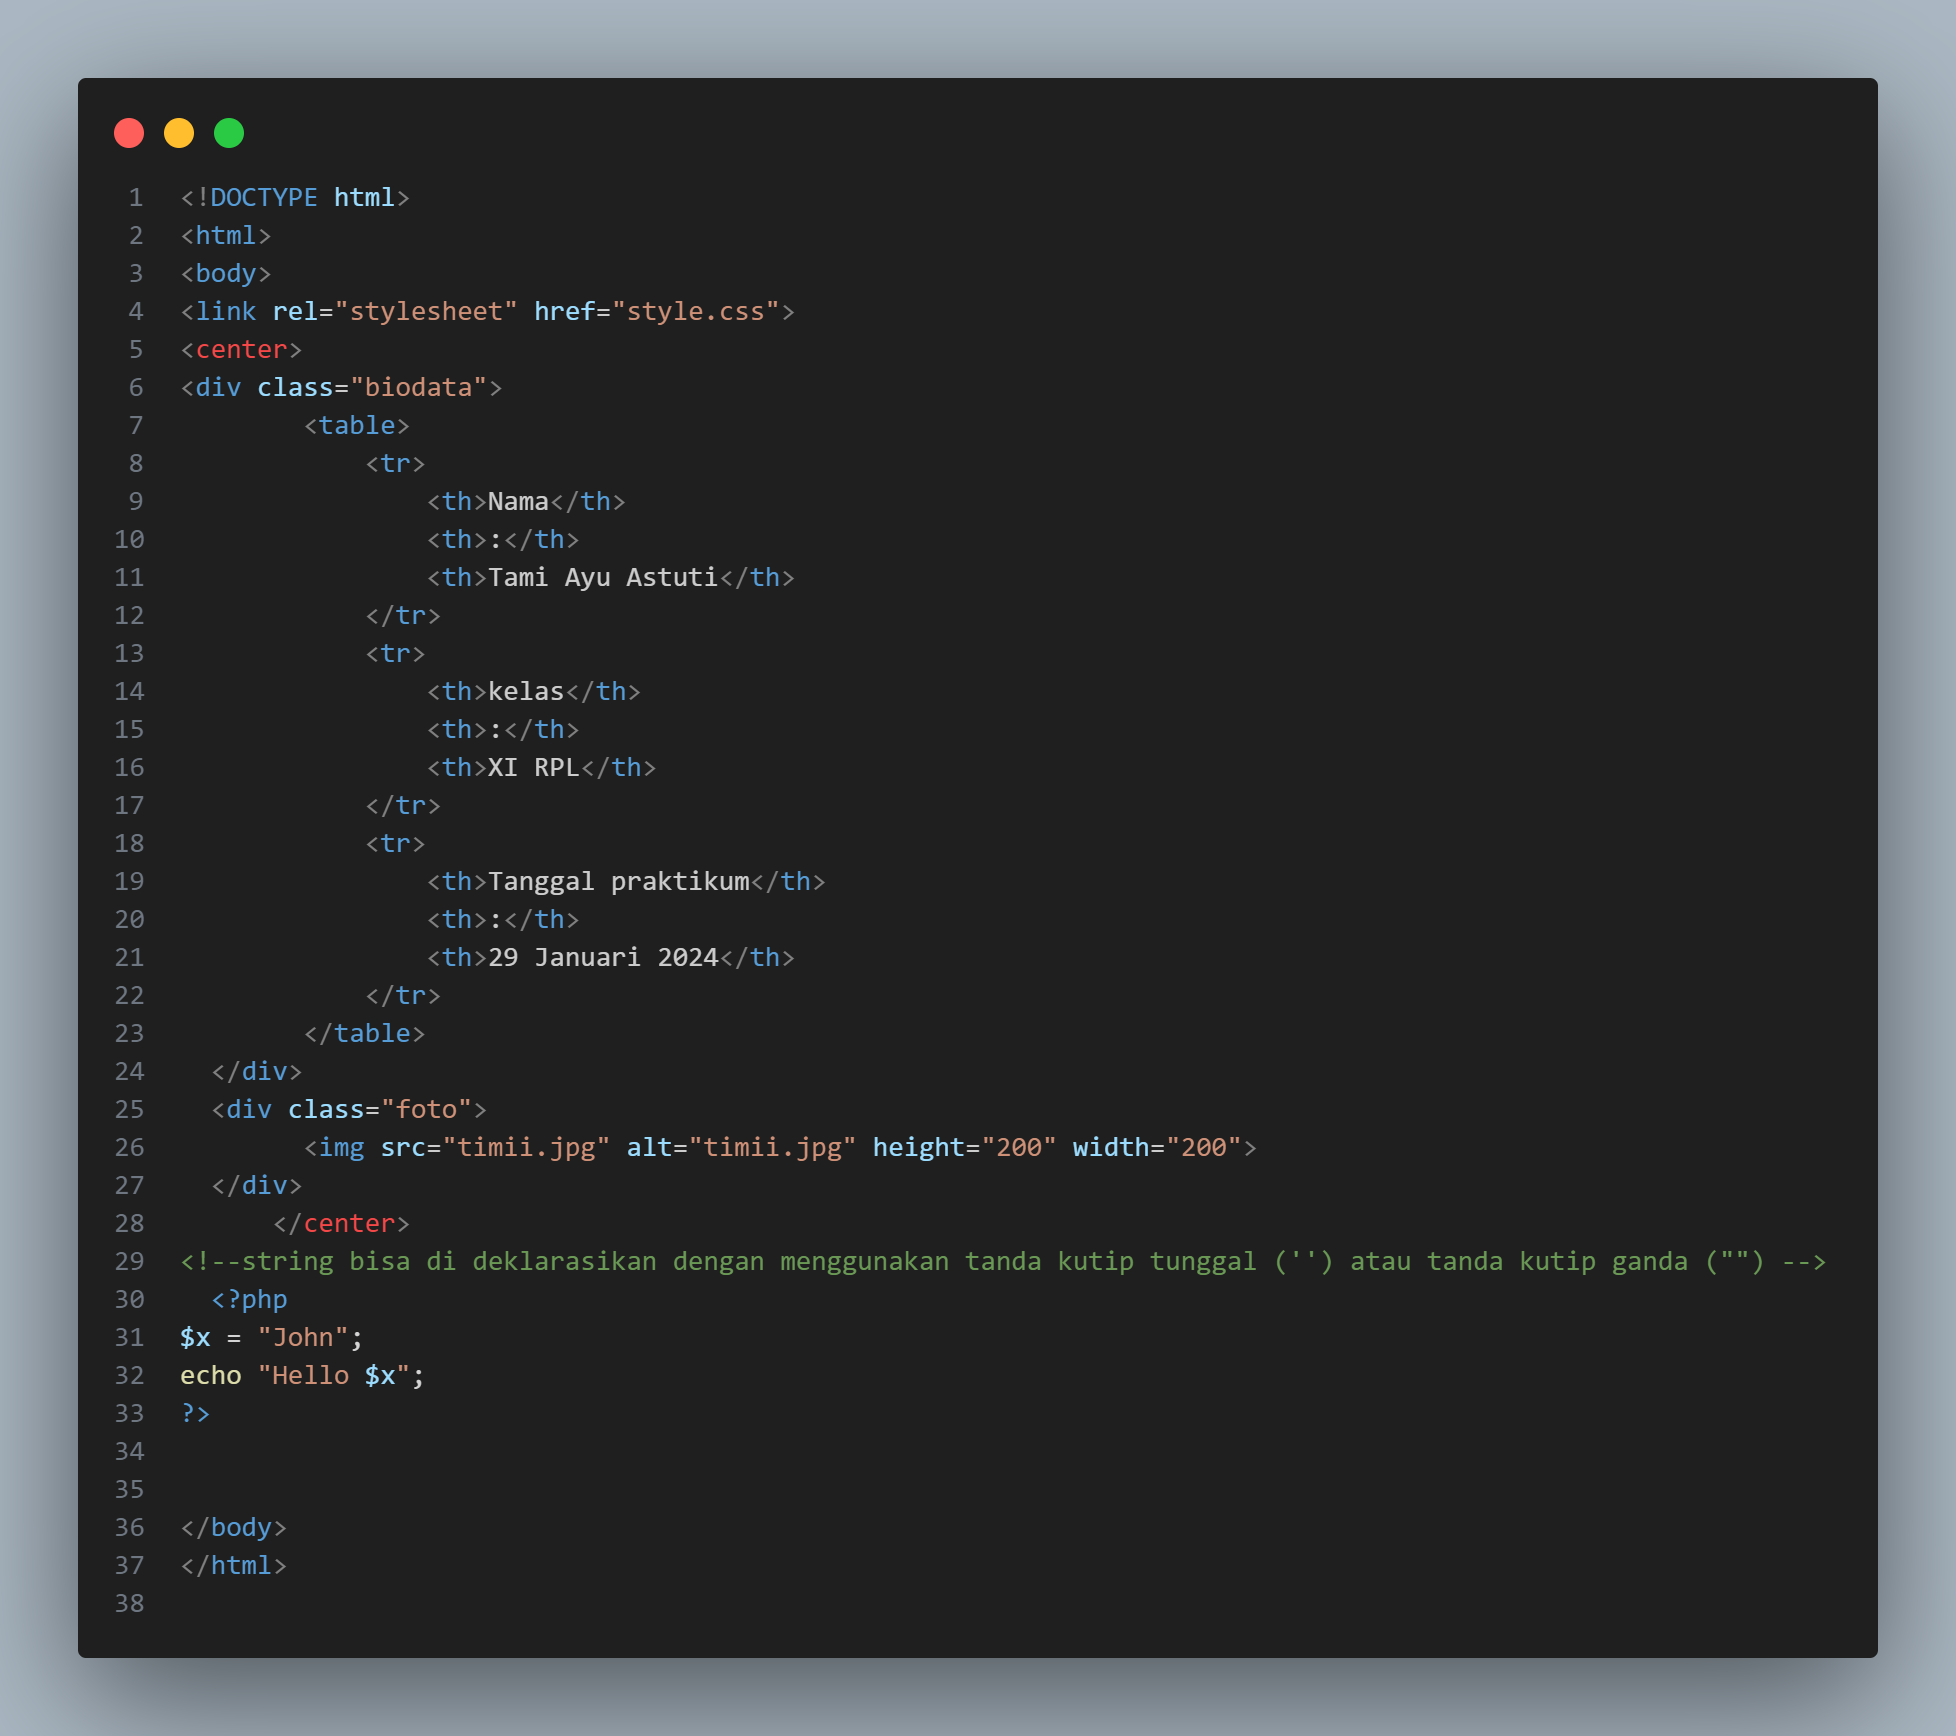 1 <!DOCTYPE html>
2 <html>
3 <body>
4 <link rel="stylesheet" href="style.css">
5 <center>
6 <div class="biodata">
7         <table>
8             <tr>
9                 <th>Nama</th>
10                 <th>:</th>
11                 <th>Tami Ayu Astuti</th>
12             </tr>
13             <tr>
14                 <th>kelas</th>
15                 <th>:</th>
16                 <th>XI RPL</th>
17             </tr>
18             <tr>
19                 <th>Tanggal praktikum</th>
20                 <th>:</th>
21                 <th>29 Januari 2024</th>
22             </tr>
23         </table>
24   </div>
25   <div class="foto">
26         <img src="timii.jpg" alt="timii.jpg" height="200" width="200">
27   </div>
28       </center>
29 <!--string bisa di deklarasikan dengan menggunakan tanda kutip tunggal ('') atau tanda kutip ganda ("") -->
30   <?php
31 $x = "John";
32 echo "Hello $x";
33 ?>
34
35
36 </body>
37 </html>
38